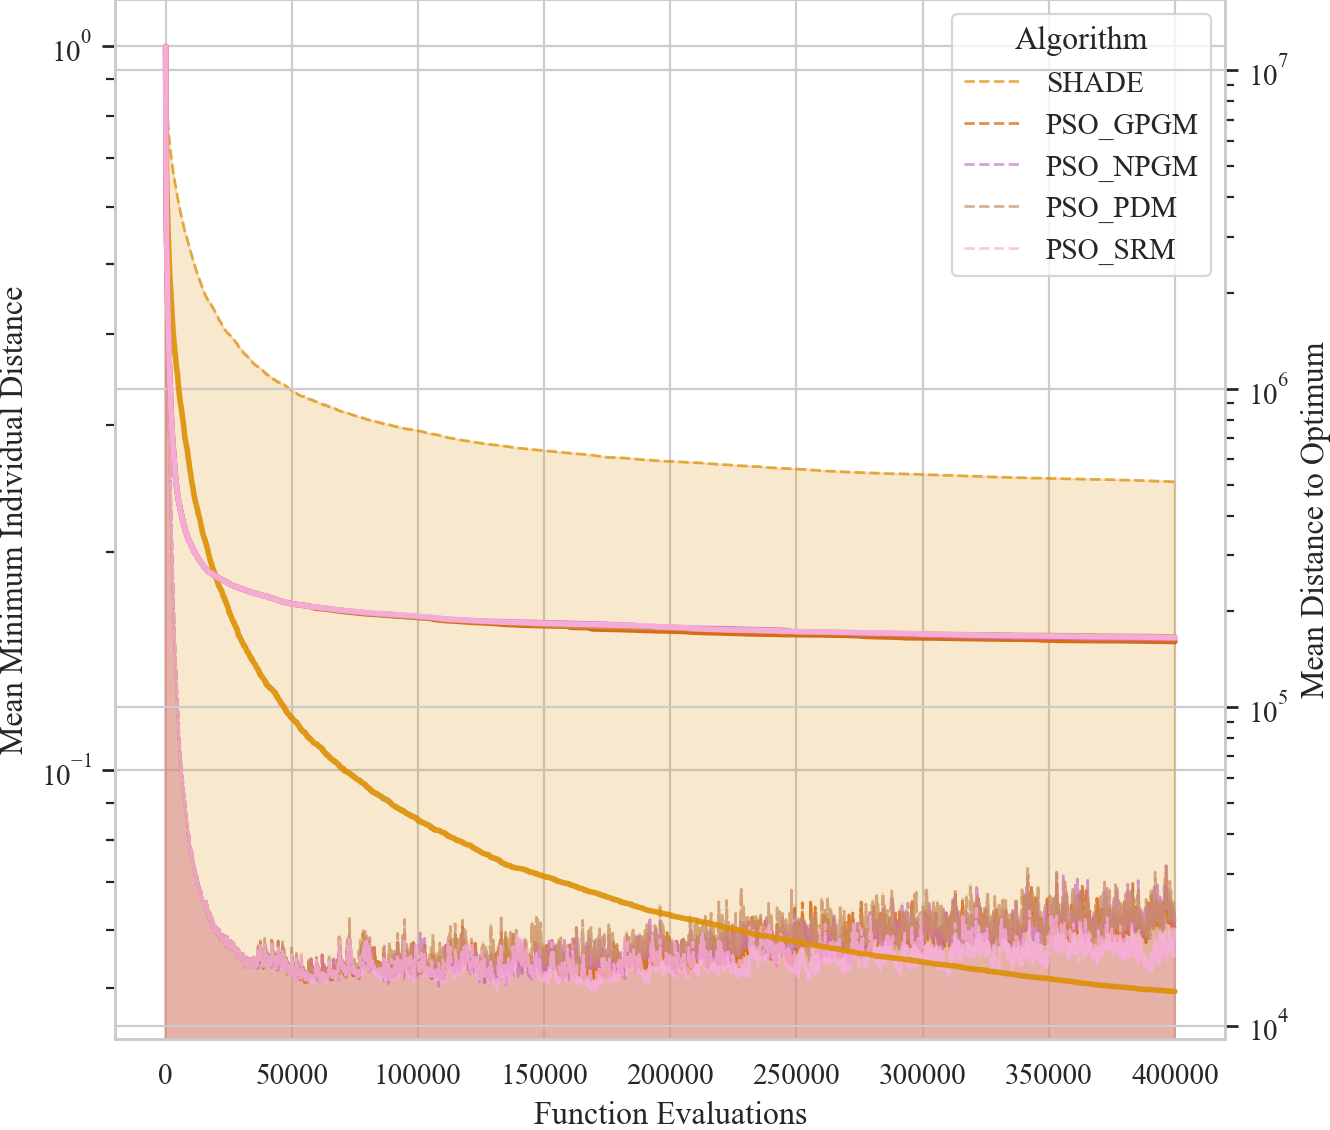 Algorithm
SHADE
PSO_GPGM
PSO_NPGM
PSO_PDM
PSO_SRM
Mean Minimum Individual Distance
10^0
10^−1
Mean Distance to Optimum
10^7
10^6
10^5
10^4
0 50000 100000 150000 200000 250000 300000 350000 400000
Function Evaluations